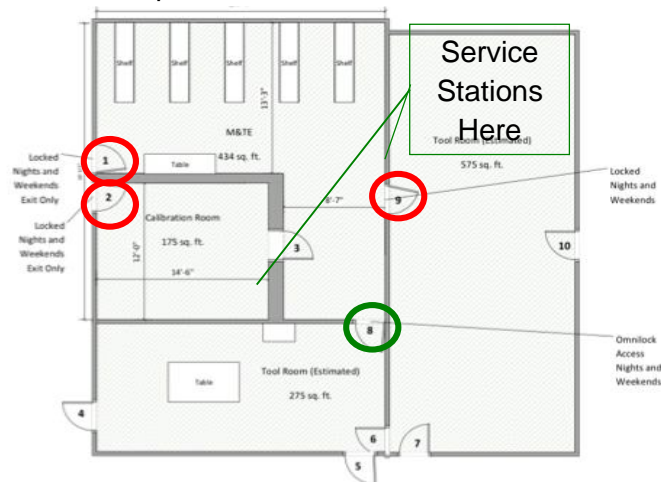 Service
Stations
Here
Shelf
Shelf
Shelf
Shelf
Shelf
13'-3"
M&TE
434 sq. ft.
Tool Room (Estimated)
575 sq. ft.
Locked
Nights and
Weekends
Exit Only
1
Table
2
Locked
Nights and
Weekends
Exit Only
Calibration Room
175 sq. ft.
12'-0"
14'-6"
8'-7"
3
9
Locked
Nights and
Weekends
10
8
Omnilock
Access
Nights and
Weekends
Tool Room (Estimated)
275 sq. ft.
Table
4
5
6
7